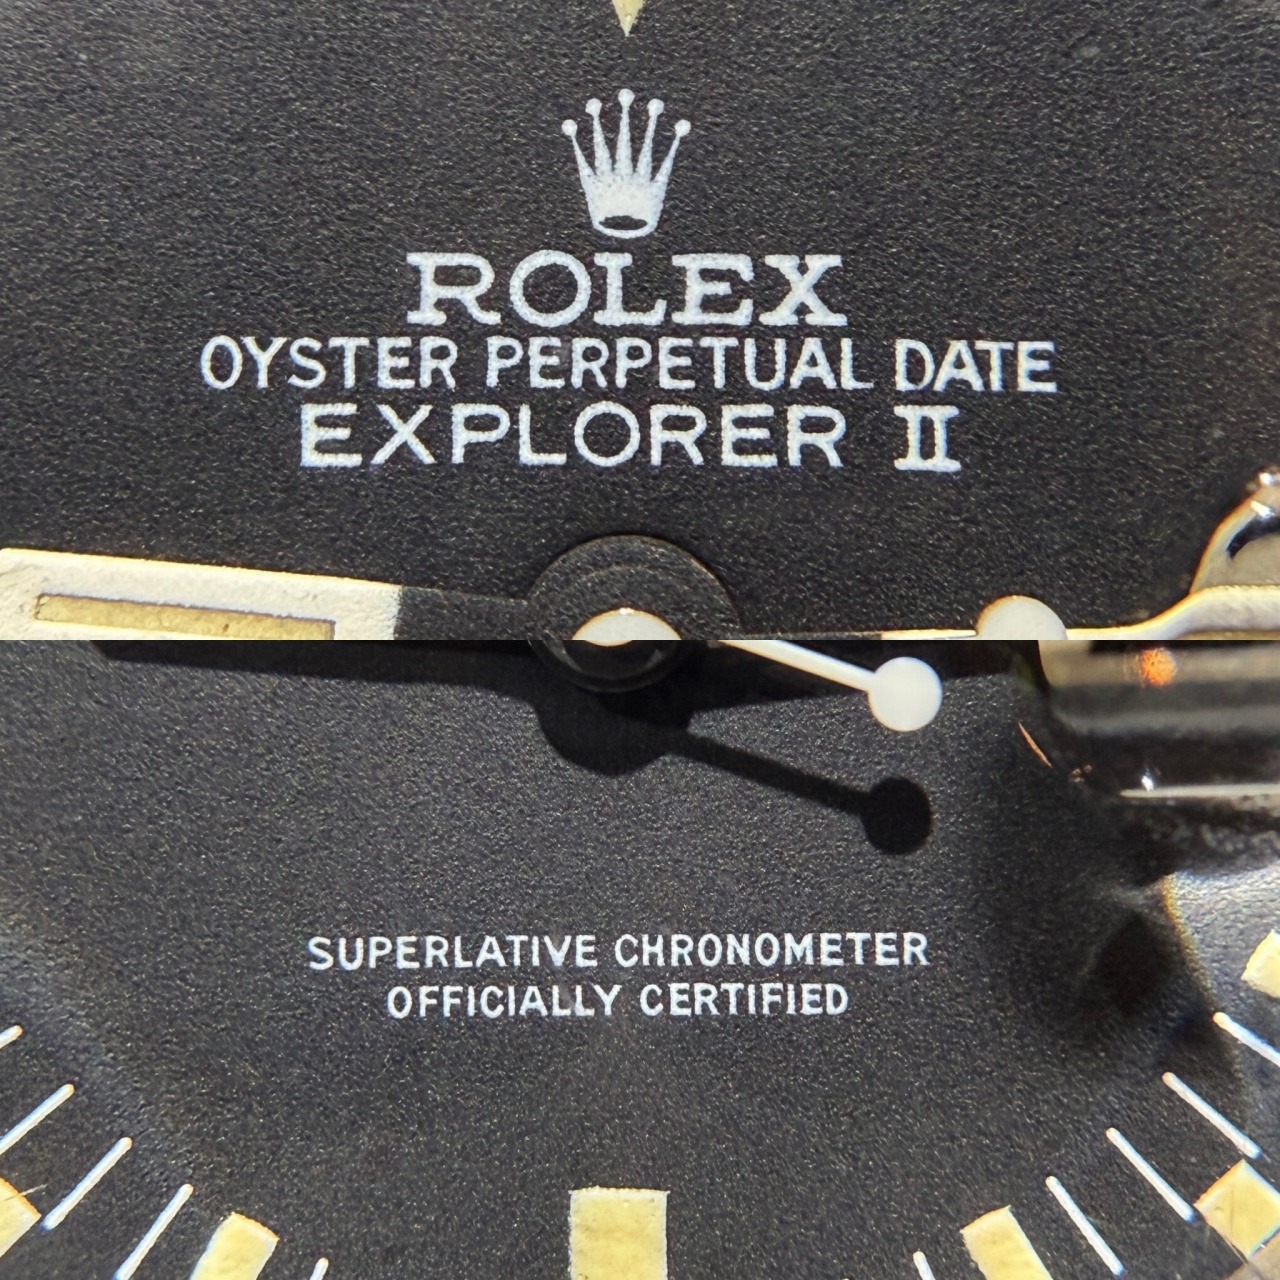 ROLEX
OYSTER PERPETUAL DATE
EXPLORER II
SUPERLATIVE CHRONOMETER
OFFICIALLY CERTIFIED